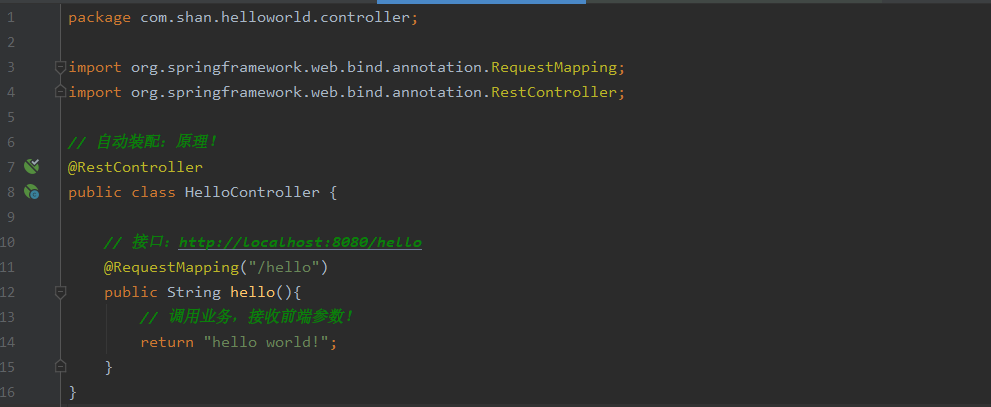 1 package com.shan.helloworld.controller;
2
3 import org.springframework.web.bind.annotation.RequestMapping;
4 import org.springframework.web.bind.annotation.RestController;
5
6 // 自动装配：原理！
7 @RestController
8 public class HelloController {
9
10 // 接口：http://localhost:8080/hello
11 @RequestMapping("/hello")
12 public String hello(){
13 // 调用业务，接收前端参数！
14 return "hello world!";
15 }
16 }